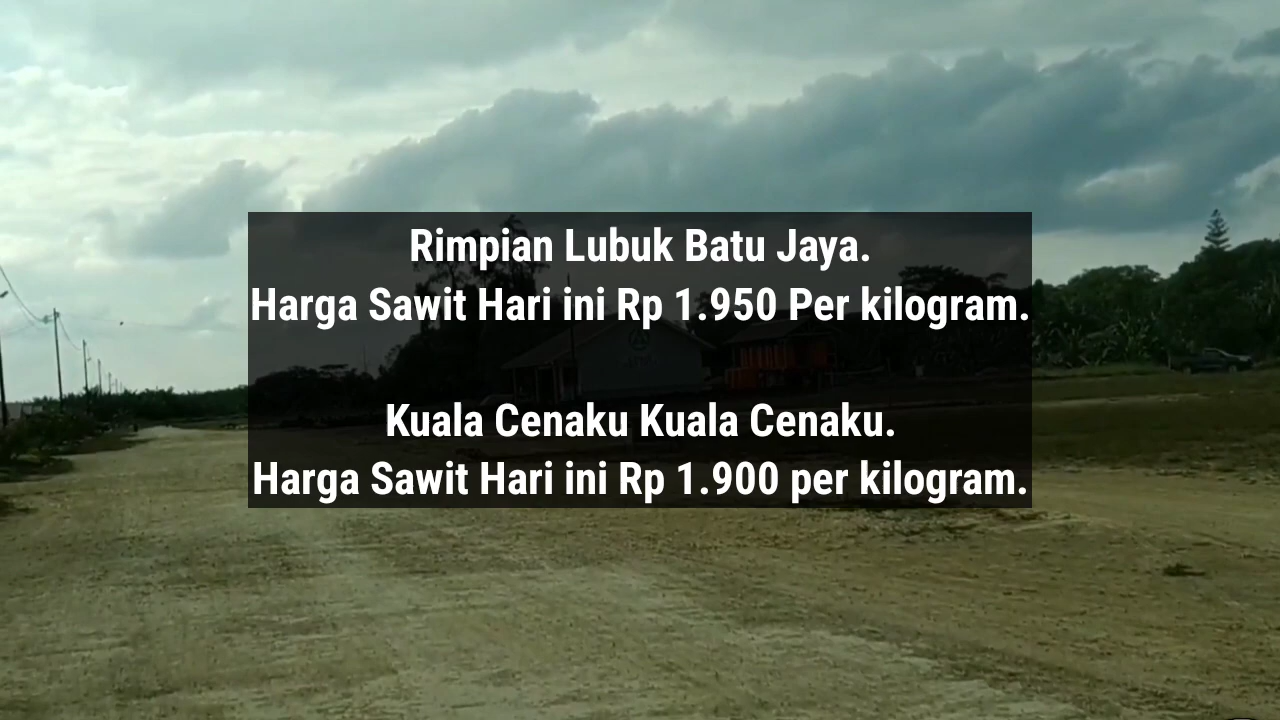 Rimpian Lubuk Batu Jaya.
Harga Sawit Hari ini Rp 1.950 Per kilogram.
Kuala Cenaku Kuala Cenaku.
Harga Sawit Hari ini Rp 1.900 per kilogram.